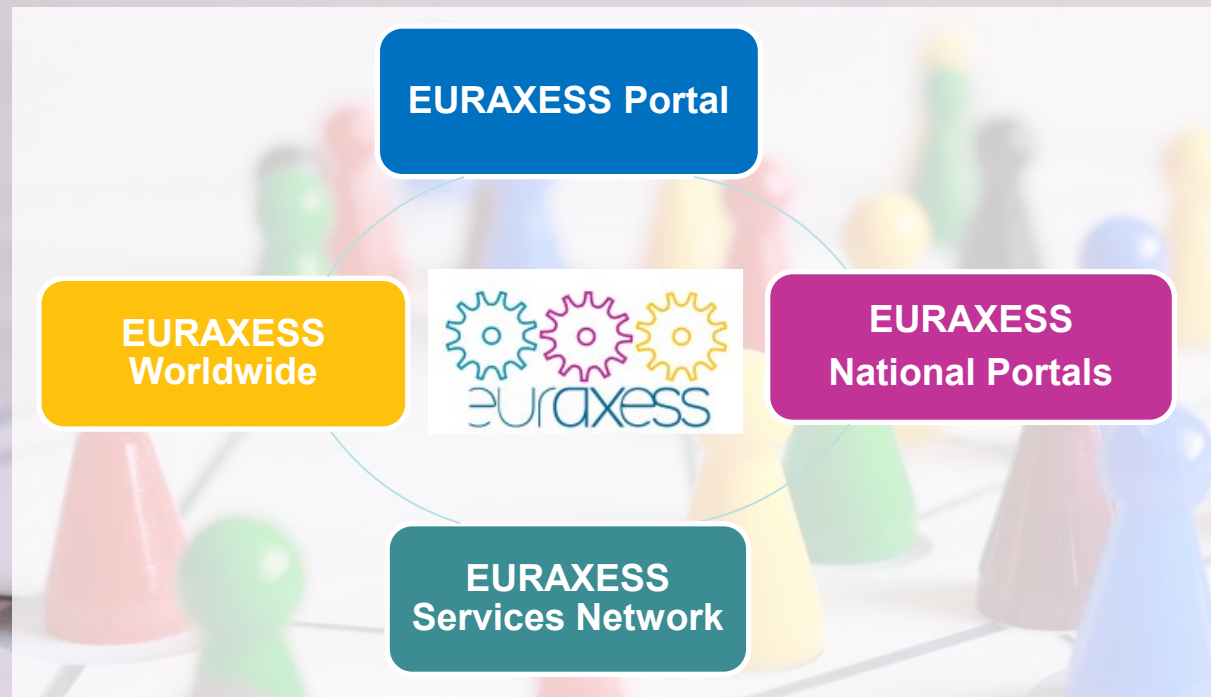 EURAXESS Portal
EURAXESS
Worldwide
euraxess
EURAXESS
National Portals
EURAXESS
Services Network